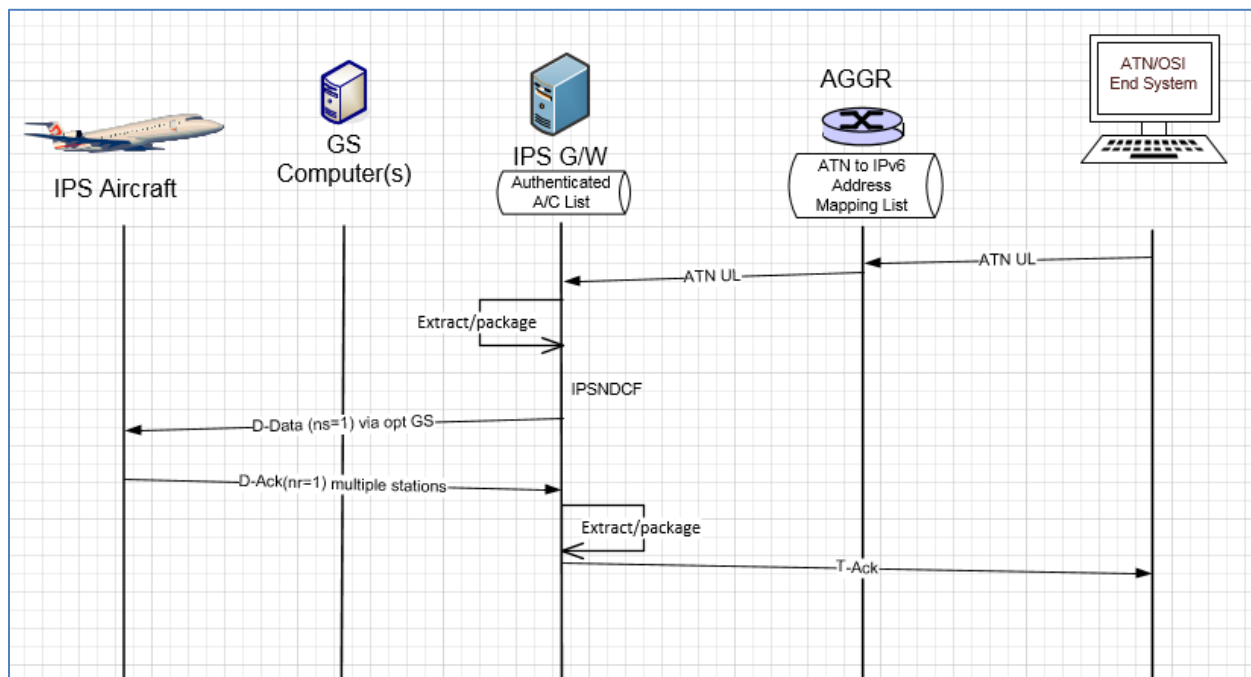 IPS Aircraft
GS
Computer(s)
IPS G/W
Authenticated
A/C List
AGGR
ATN to IPv6
Address
Mapping List
ATN/OSI
End System
ATN UL
ATN UL
Extract/package
IPSNDCF
D-Data (ns=1) via opt GS
D-Ack(nr=1) multiple stations
Extract/package
T-Ack